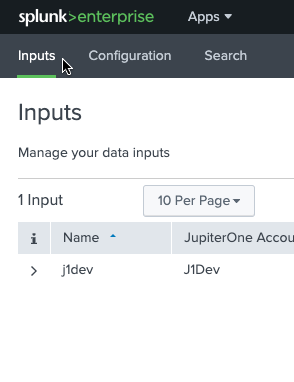 splunk>enterprise Apps
Inputs Configuration Search
Inputs
Manage your data inputs
1 Input 10 Per Page
i Name JupiterOne Accou
j1dev J1Dev